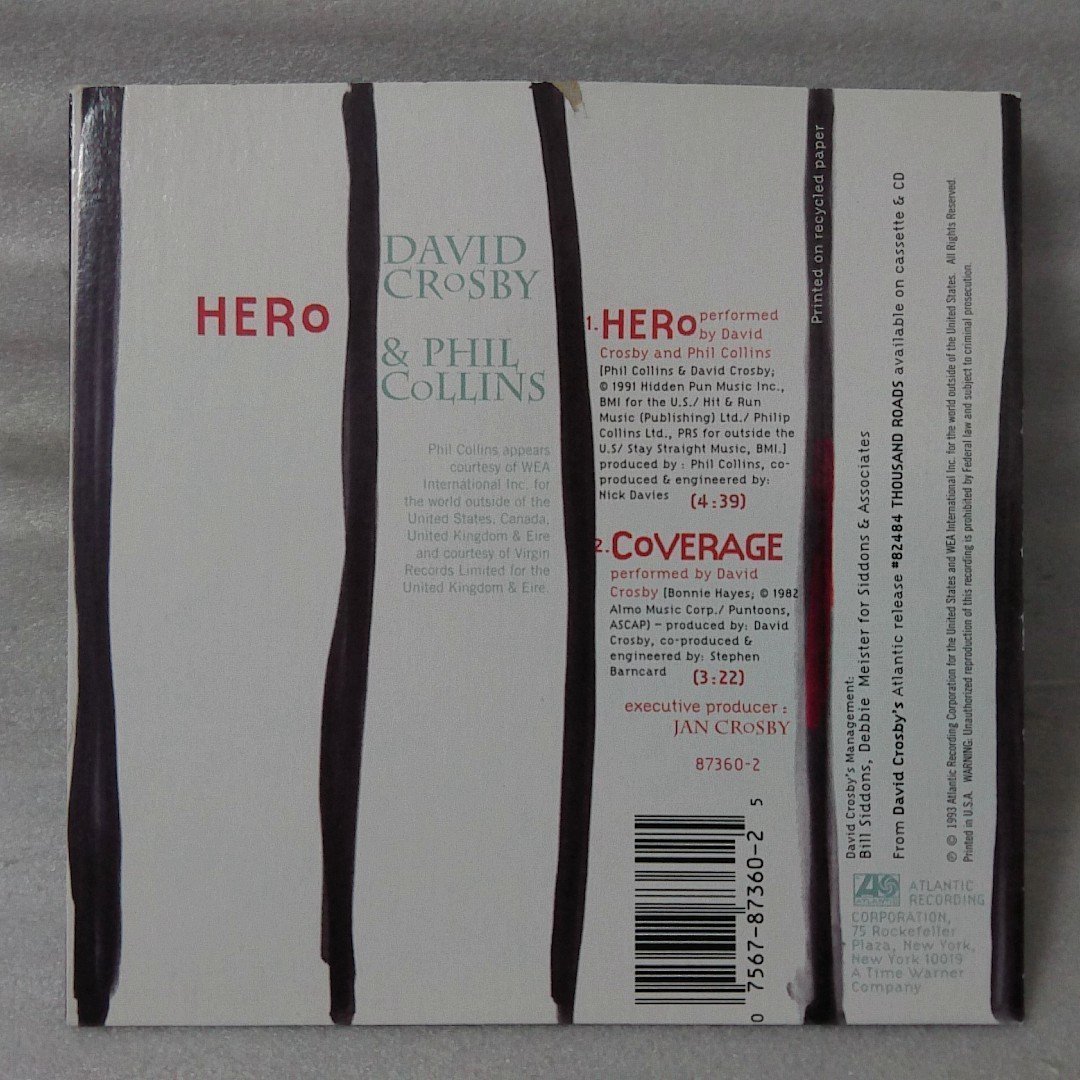 HERo
DAVID
CRoSBY
& PHIL
CoLLINS
Phil Collins appears
courtesy of WEA
International Inc. for
the world outside of the
United States, Canada,
United Kingdom & Eire
and courtesy of Virgin
Records Limited for the
United Kingdom & Eire.
1. HERo performed
by David
Crosby and Phil Collins
[Phil Collins & David Crosby;
© 1991 Hidden Pun Music Inc.,
BMI for the U.S./ Hit & Run
Music (Publishing) Ltd./ Philip
Collins Ltd., PRS for outside the
U.S/ Stay Straight Music, BMI.]
produced by : Phil Collins, co-
produced & engineered by:
Nick Davies (4:39)
2. CoVERAGE
performed by David
Crosby [Bonnie Hayes; © 1982
Almo Music Corp./ Puntoons,
ASCAP) – produced by: David
Crosby, co-produced &
engineered by: Stephen
Barncard (3:22)
executive producer :
JAN CRoSBY
87360-2
0 7567-87360-2 5
Printed on recycled paper
David Crosby's Management:
Bill Siddons, Debbie Meister for Siddons & Associates
From David Crosby's Atlantic release #82484 THOUSAND ROADS available on cassette & CD
℗ © 1993 Atlantic Recording Corporation for the United States and WEA International Inc. for the world outside of the United States. All Rights Reserved.
Printed in U.S.A. WARNING: Unauthorized reproduction of this recording is prohibited by Federal law and subject to criminal prosecution.
ATLANTIC
ATLANTIC
RECORDING
CORPORATION,
75 Rockefeller
Plaza, New York,
New York 10019
A Time Warner
Company